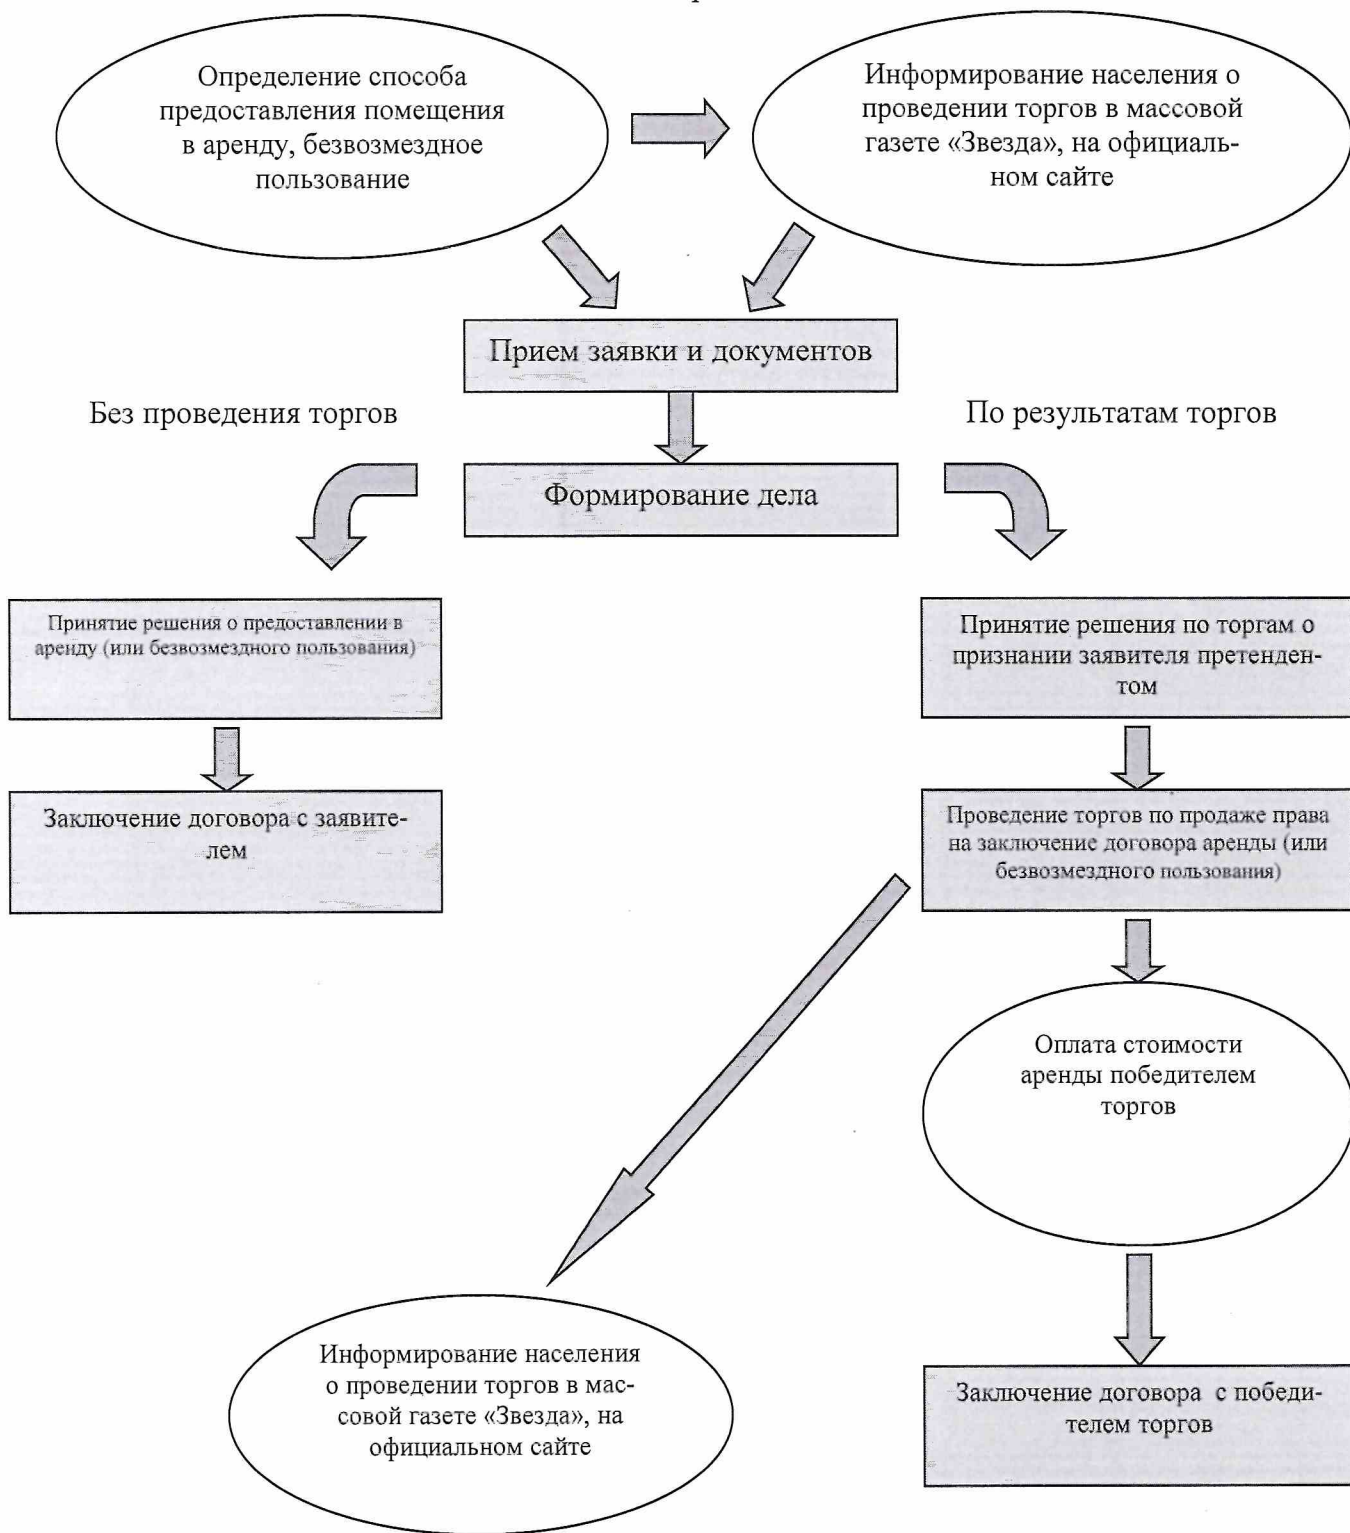 Определение способа
предоставления помещения
в аренду, безвозмездное
пользование
Информирование населения о
проведении торгов в массовой
газете «Звезда», на официаль-
ном сайте
Прием заявки и документов
Без проведения торгов
По результатам торгов
Формирование дела
Принятие решения о предоставлении в
аренду (или безвозмездного пользования)
Принятие решения по торгам о
признании заявителя претенден-
том
Заключение договора с заявите-
лем
Проведение торгов по продаже права
на заключение договора аренды (или
безвозмездного пользования)
Оплата стоимости
аренды победителем
торгов
Информирование населения
о проведении торгов в мас-
совой газете «Звезда», на
официальном сайте
Заключение договора с победи-
телем торгов